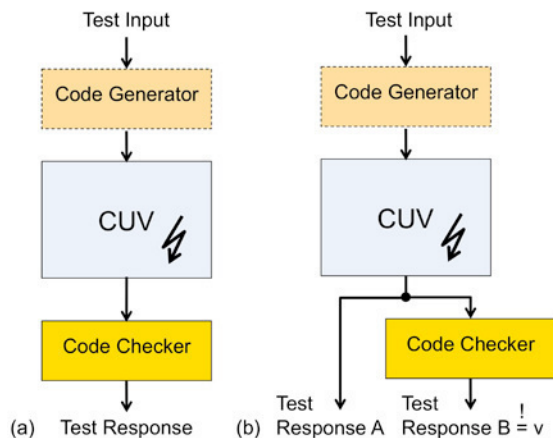 Test Input
Code Generator
CUV
Code Checker
(a) Test Response
Test Input
Code Generator
CUV
Code Checker
(b) Test
Response A
Test
Response B = v
!